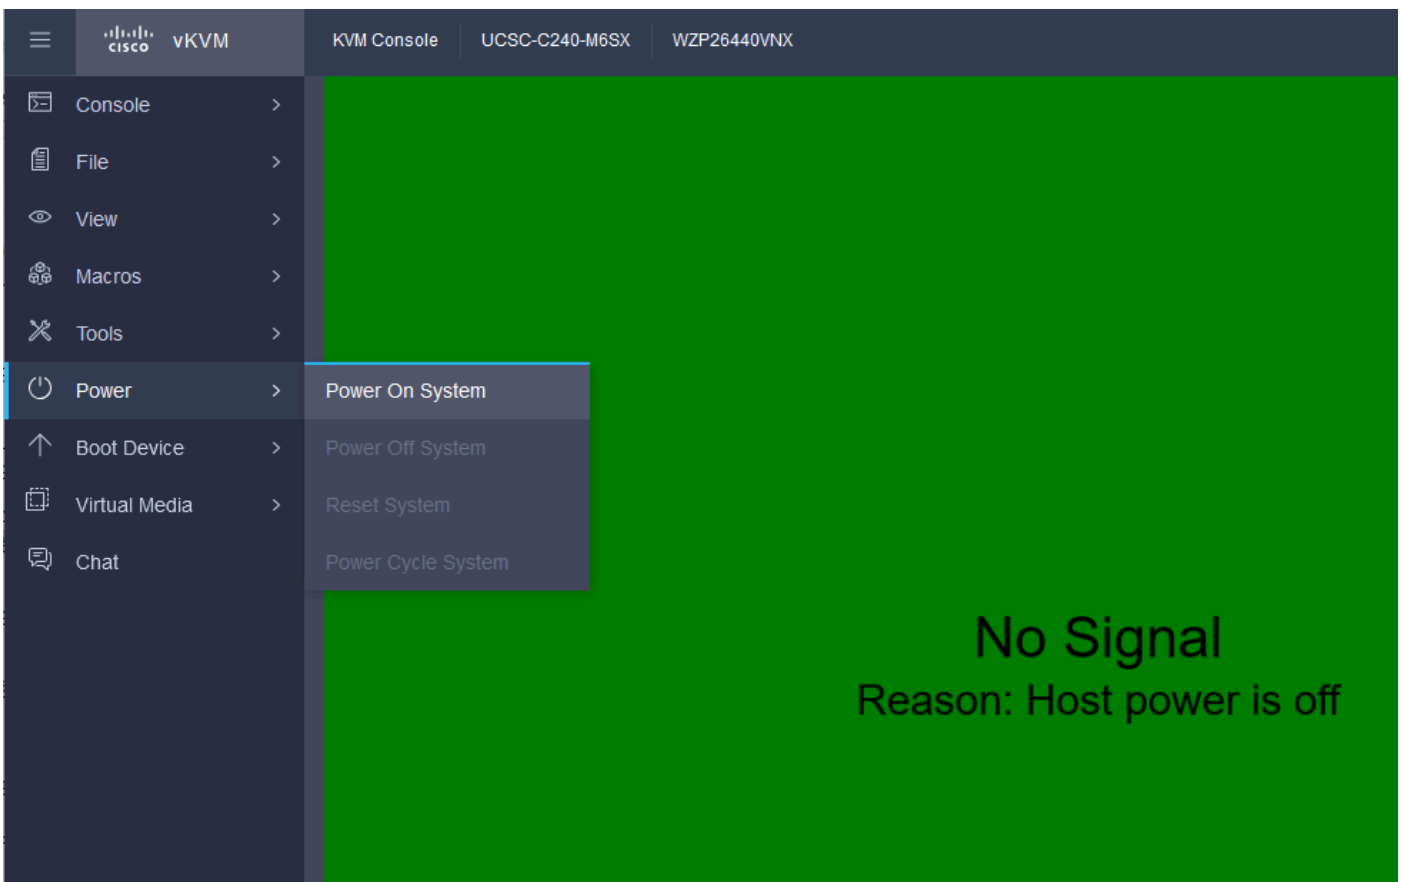 cisco vKVM KVM Console UCSC-C240-M6SX WZP26440VNX
Console
File
View
Macros
Tools
Power
Power On System
Boot Device
Power Off System
Virtual Media
Reset System
Chat
Power Cycle System
No Signal
Reason: Host power is off